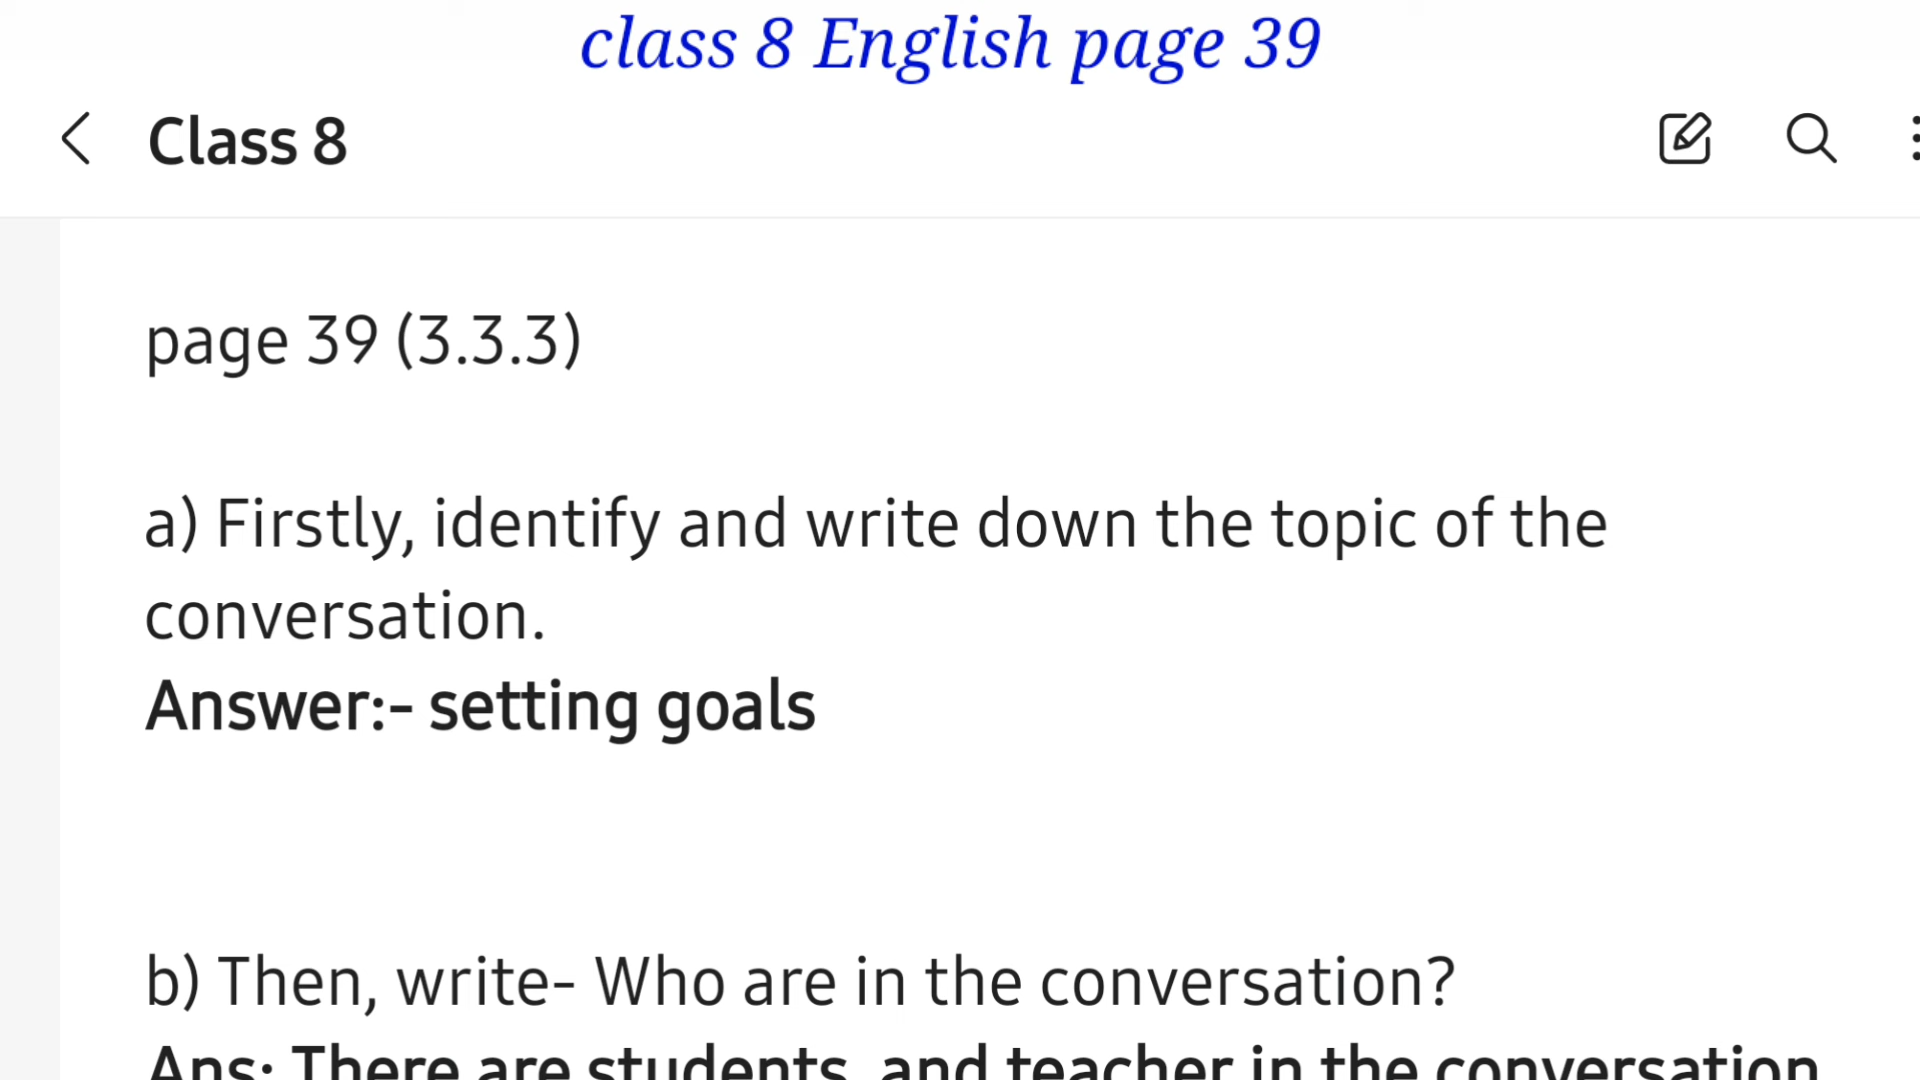 class 8 English page 39
Class 8
page 39 (3.3.3)
a) Firstly, identify and write down the topic of the
conversation.
Answer:- setting goals
b) Then, write- Who are in the conversation?
Ans: There are students, and teacher in the conversation